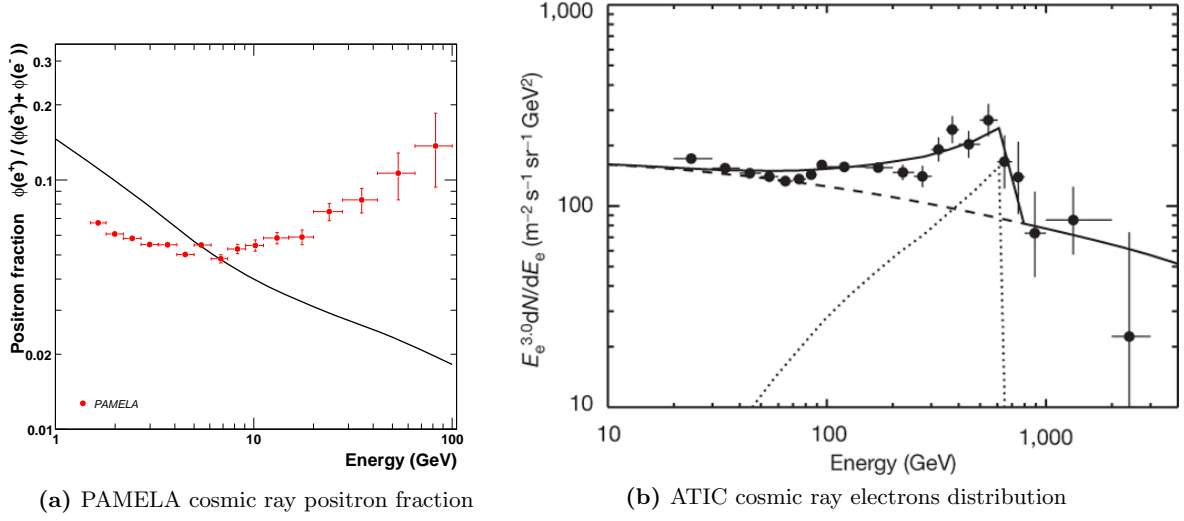 Positron fraction φ(e⁺) / (φ(e⁺)+ φ(e⁻))
0.3
0.2
0.1
0.02
0.01
PAMELA
1
10
100
Energy (GeV)
(a) PAMELA cosmic ray positron fraction
E_e^3.0 dN/dE_e (m⁻² s⁻¹ sr⁻¹ GeV²)
1,000
100
10
10
100
1,000
Energy (GeV)
(b) ATIC cosmic ray electrons distribution